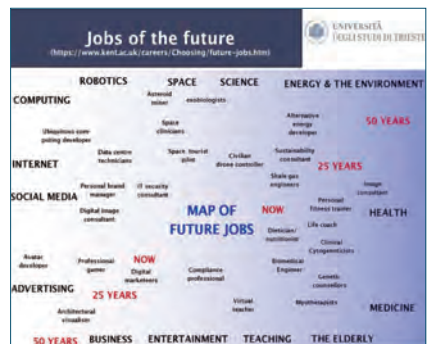 Jobs of the future
(https://www.kent.ac.uk/careers/Choosing/future-jobs.htm)
UNIVERSITÀ
DEGLI STUDI DI TRIESTE
ROBOTICS
SPACE
SCIENCE
ENERGY & THE ENVIRONMENT
COMPUTING
Asteroid
miner
exobiologists
Alternative
energy
developer
50 YEARS
Space
clinicians
Ubiquitous com-
puting developer
INTERNET
Data centre
technicians
Space tourist
pilot
Civilian
drone controller
Sustainability
consultant
25 YEARS
Shale gas
engineers
SOCIAL MEDIA
Personal brand
manager
IT security
consultant
Image
consultant
Digital image
consultant
MAP OF
FUTURE JOBS
NOW
Personal
Fitness trainer
HEALTH
Life coach
Dietician/
nutritionist
Clinical
Cytogeneticists
Avatar
developer
Professional
gamer
NOW
Digital
marketeers
Compliance
professional
Biomedical
Engineer
Genetic
counsellors
ADVERTISING
25 YEARS
Virtual
teacher
Myotherapists
MEDICINE
Architectural
visualism
50 YEARS
BUSINESS
ENTERTAINMENT
TEACHING
THE ELDERLY